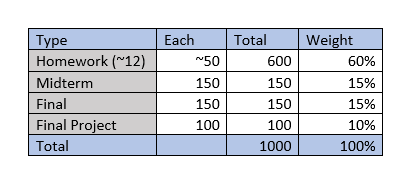 Type Each Total Weight
Homework (~12) ~50 600 60%
Midterm 150 150 15%
Final 150 150 15%
Final Project 100 100 10%
Total 1000 100%